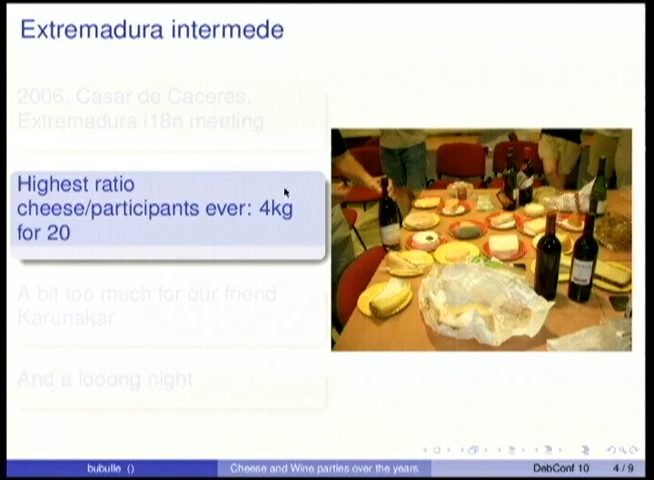 Extremadura intermede
2006: Casar de Caceres,
Extremadura i18n meeting
Highest ratio
cheese/participants ever: 4kg
for 20
A bit too much for our friend
Karunakar
And a looong night
bubulle ()
Cheese and Wine parties over the years
DebConf 10
4 / 9